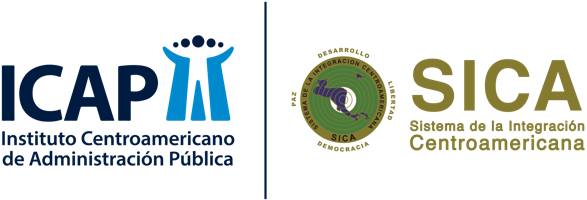 ICAP
Instituto Centroamericano
de Administración Pública
DESARROLLO
PAZ
LIBERTAD
DEMOCRACIA
SISTEMA DE LA INTEGRACION CENTROAMERICANA
SICA
SICA
Sistema de la Integración
Centroamericana